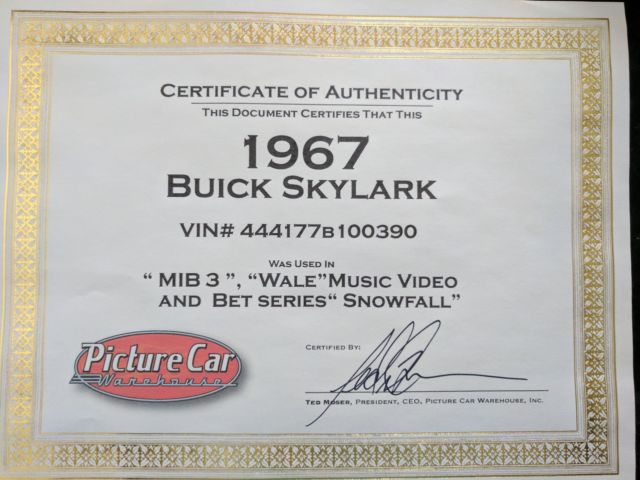 CERTIFICATE OF AUTHENTICITY
THIS DOCUMENT CERTIFIES THAT THIS
1967
BUICK SKYLARK
VIN# 444177B100390
WAS USED IN
“ MIB 3 ”, “WALE” MUSIC VIDEO
AND BET SERIES“ SNOWFALL”
Picture Car
Warehouse
CERTIFIED BY:
TED MOSER, PRESIDENT, CEO, PICTURE CAR WAREHOUSE, INC.